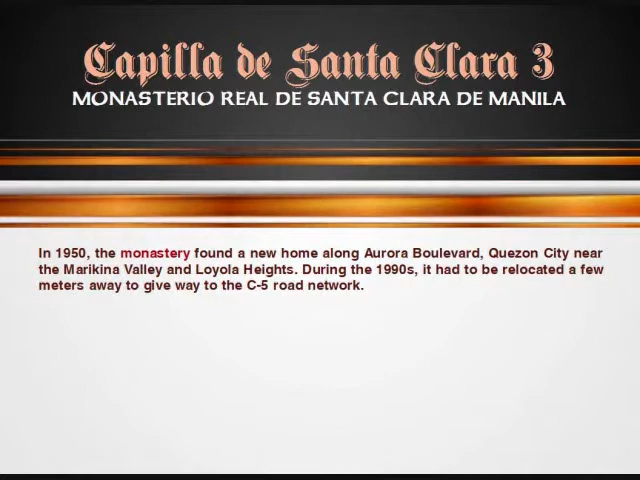 Capilla de Santa Clara 3
MONASTERIO REAL DE SANTA CLARA DE MANILA
In 1950, the monastery found a new home along Aurora Boulevard, Quezon City near
the Marikina Valley and Loyola Heights. During the 1990s, it had to be relocated a few
meters away to give way to the C-5 road network.